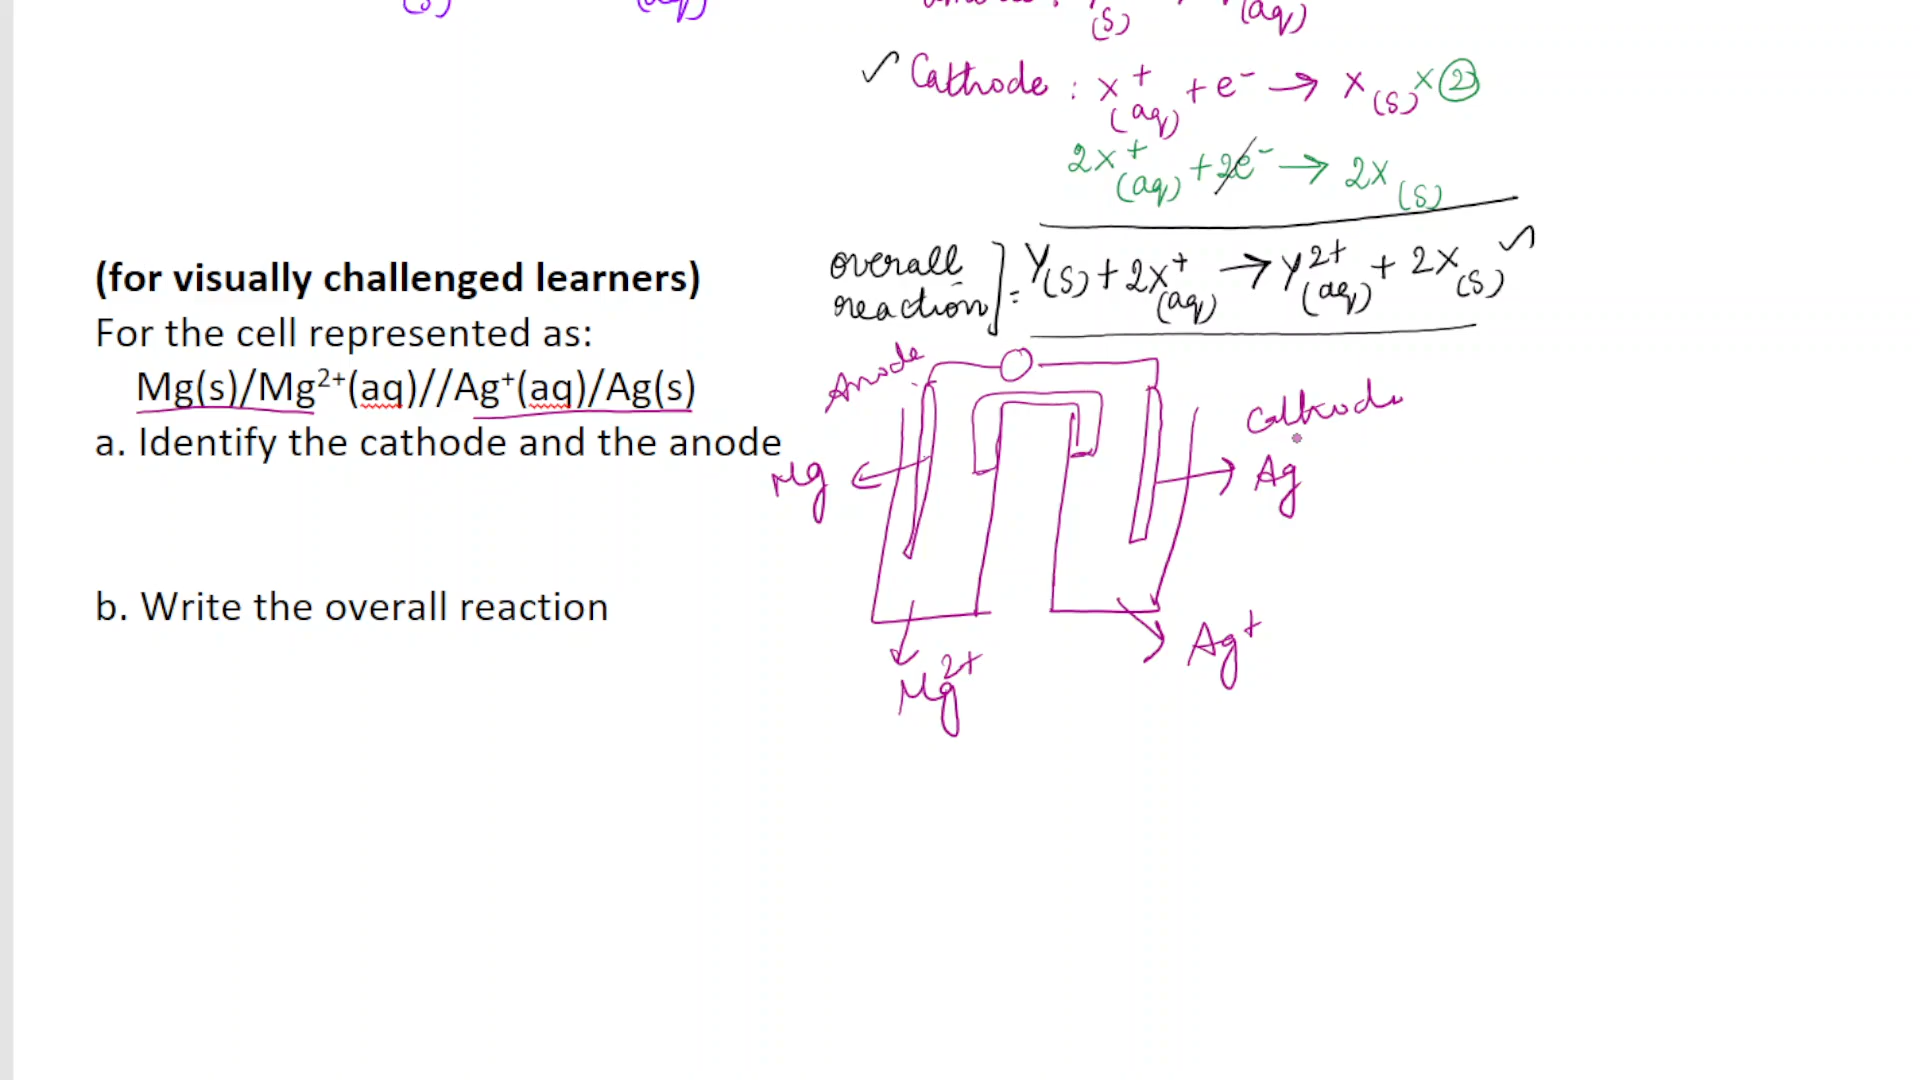 (s) (aq)
(s) (aq)
✓ Cathode : x⁺(aq) + e⁻ → x(s) × 2
2x⁺(aq) + 2e⁻ → 2x(s)
overall reaction] = Y(s) + 2x⁺(aq) → Y²⁺(aq) + 2x(s) ✓
(for visually challenged learners)
For the cell represented as:
Mg(s)/Mg²⁺(aq)//Ag⁺(aq)/Ag(s)
a. Identify the cathode and the anode
b. Write the overall reaction
Anode
Cathode
Mg
Ag
Mg²⁺
Ag⁺